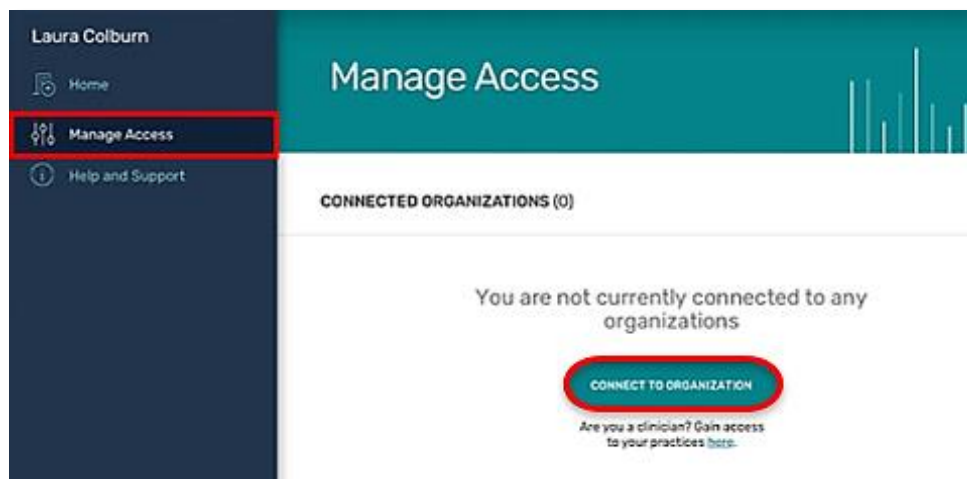 Laura Colburn
Home
Manage Access
Help and Support
Manage Access
CONNECTED ORGANIZATIONS (0)
You are not currently connected to any
organizations
CONNECT TO ORGANIZATION
Are you a clinician? Gain access
to your practices here.